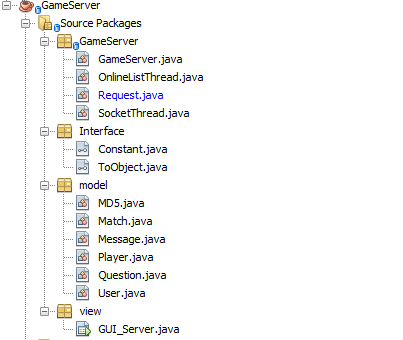 GameServer
Source Packages
GameServer
GameServer.java
OnlineListThread.java
Request.java
SocketThread.java
Interface
Constant.java
ToObject.java
model
MD5.java
Match.java
Message.java
Player.java
Question.java
User.java
view
GUI_Server.java